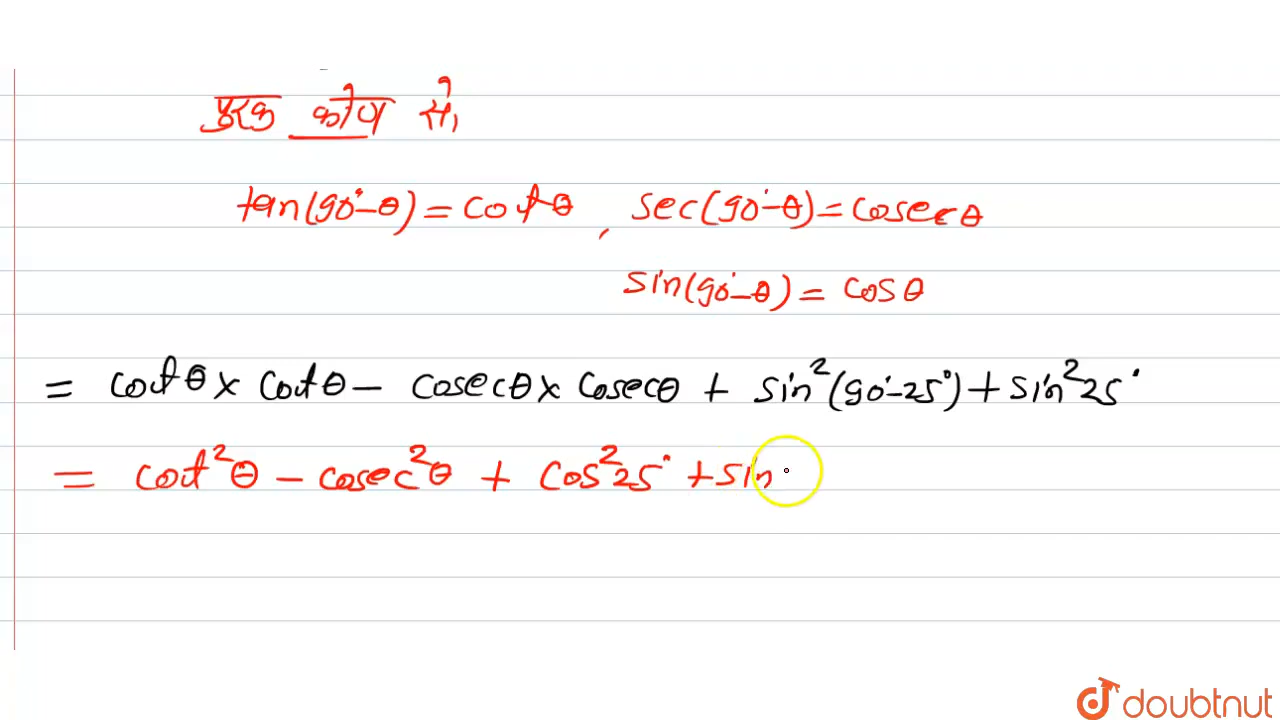 पूरक कोण से,
tan(90°-θ) = cotθ, sec(90°-θ) = cosecθ
sin(90°-θ) = cosθ
= cotθ × cotθ - cosecθ × cosecθ + sin²(90°-25°) + sin²25°
= cot²θ - cosec²θ + cos²25° + sin
doubtnut